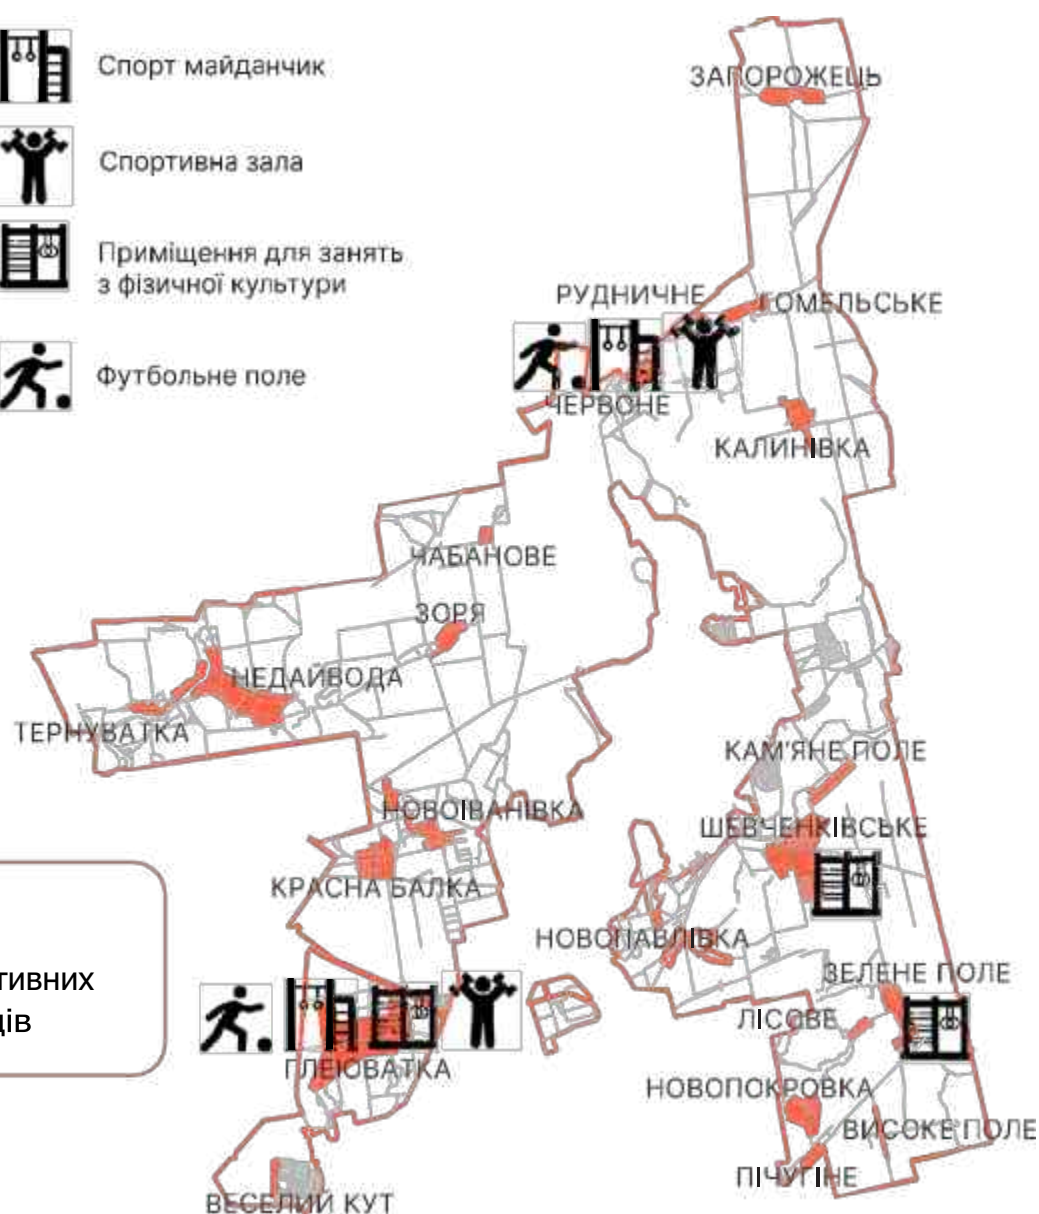 Спорт майданчик
Спортивна зала
Приміщення для занять
з фізичної культури
Футбольне поле
ЗАПОРОЖЕЦЬ
РУДНИЧНЕ
ГОМЕЛЬСЬКЕ
ЧЕРВОНЕ
КАЛИНІВКА
ЧАБАНОВЕ
ЗОРЯ
НЕДАЙВОДА
ТЕРНУВАТКА
КАМ'ЯНЕ ПОЛЕ
НОВОІВАНІВКА
ШЕВЧЕНКІВСЬКЕ
КРАСНА БАЛКА
НОВОПАВЛІВКА
ЗЕЛЕНЕ ПОЛЕ
тивних
ЛІСОВЕ
ців
ГЛЕЮВАТКА
НОВОПОКРОВКА
ВИСОКЕ ПОЛЕ
ПІЧУГІНЕ
ВЕСЕЛИЙ КУТ